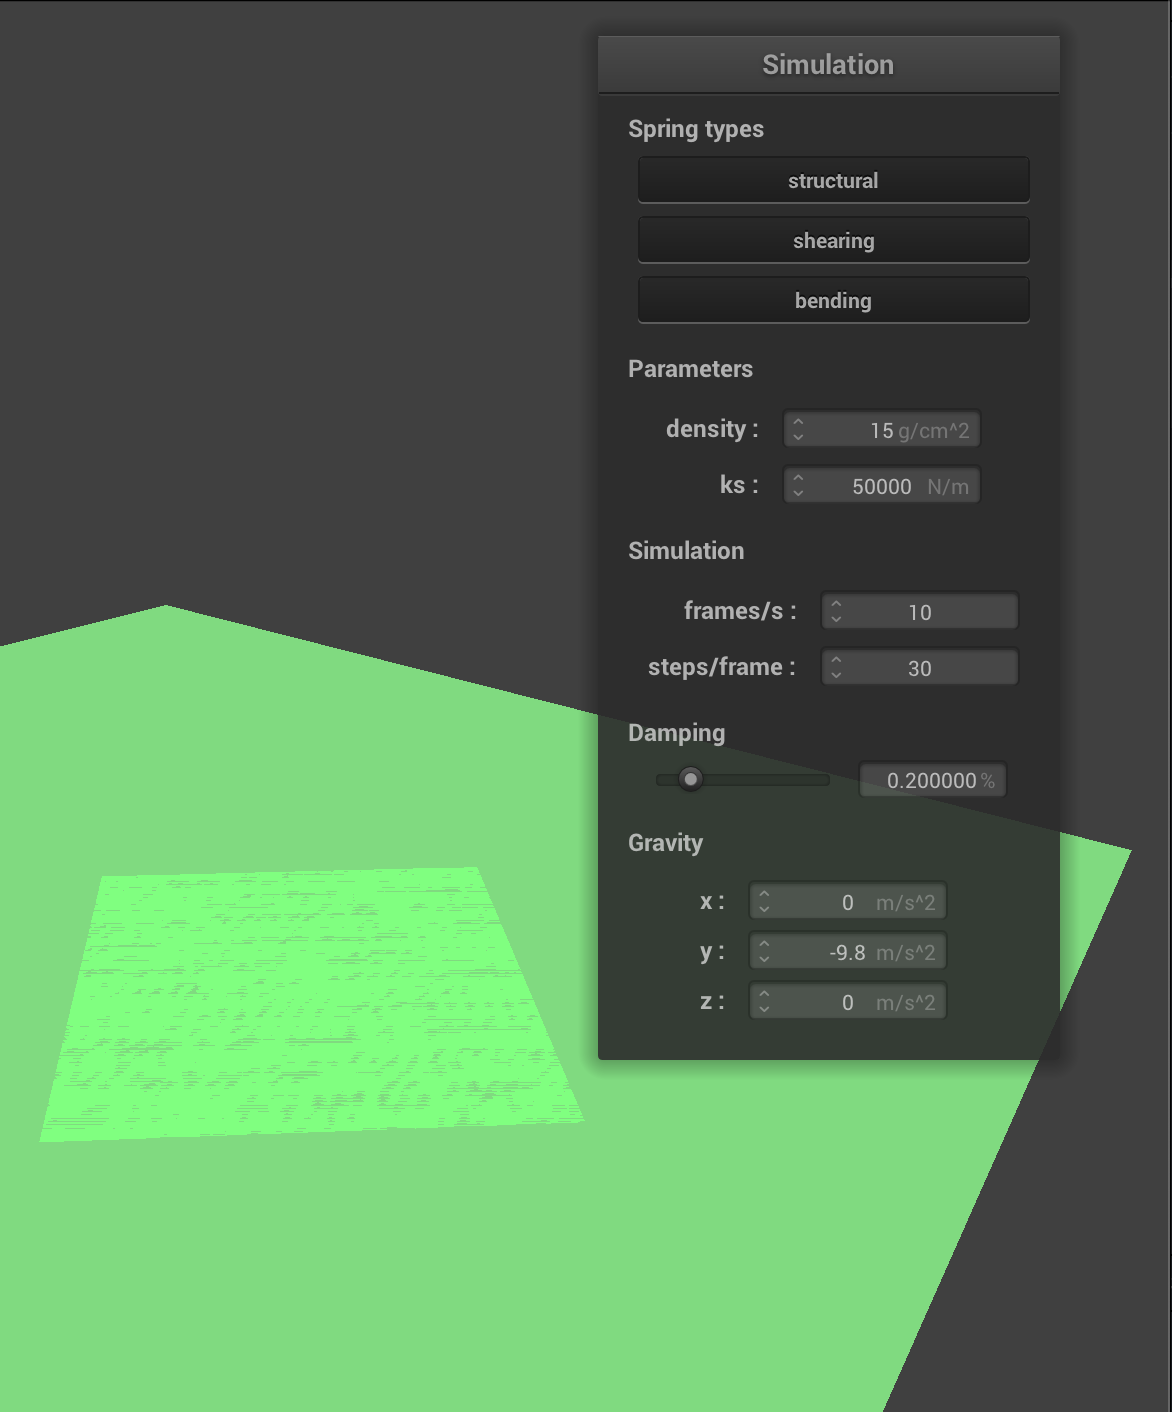 Simulation
Spring types
structural
shearing
bending
Parameters
density : 15 g/cm^2
ks : 50000 N/m
Simulation
frames/s : 10
steps/frame : 30
Damping
0.200000 %
Gravity
x : 0 m/s^2
y : -9.8 m/s^2
z : 0 m/s^2